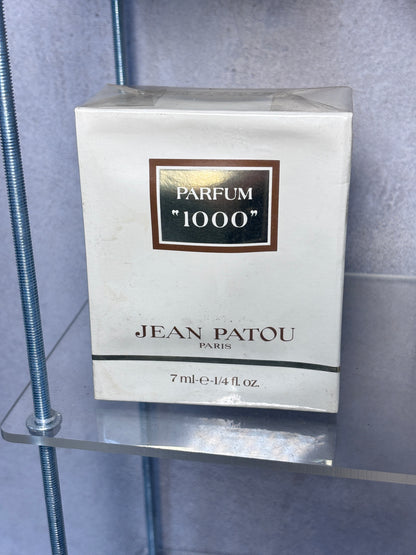 PARFUM
"1000"
JEAN PATOU
PARIS
7 ml-e-1/4 fl. oz.